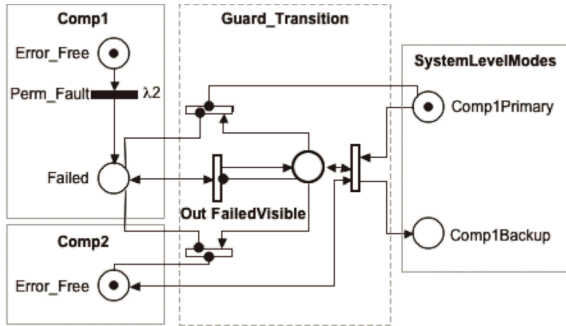 Comp1
Error_Free
Perm_Fault
λ2
Failed
Comp2
Error_Free
Guard_Transition
Out FailedVisible
SystemLevelModes
Comp1Primary
Comp1Backup